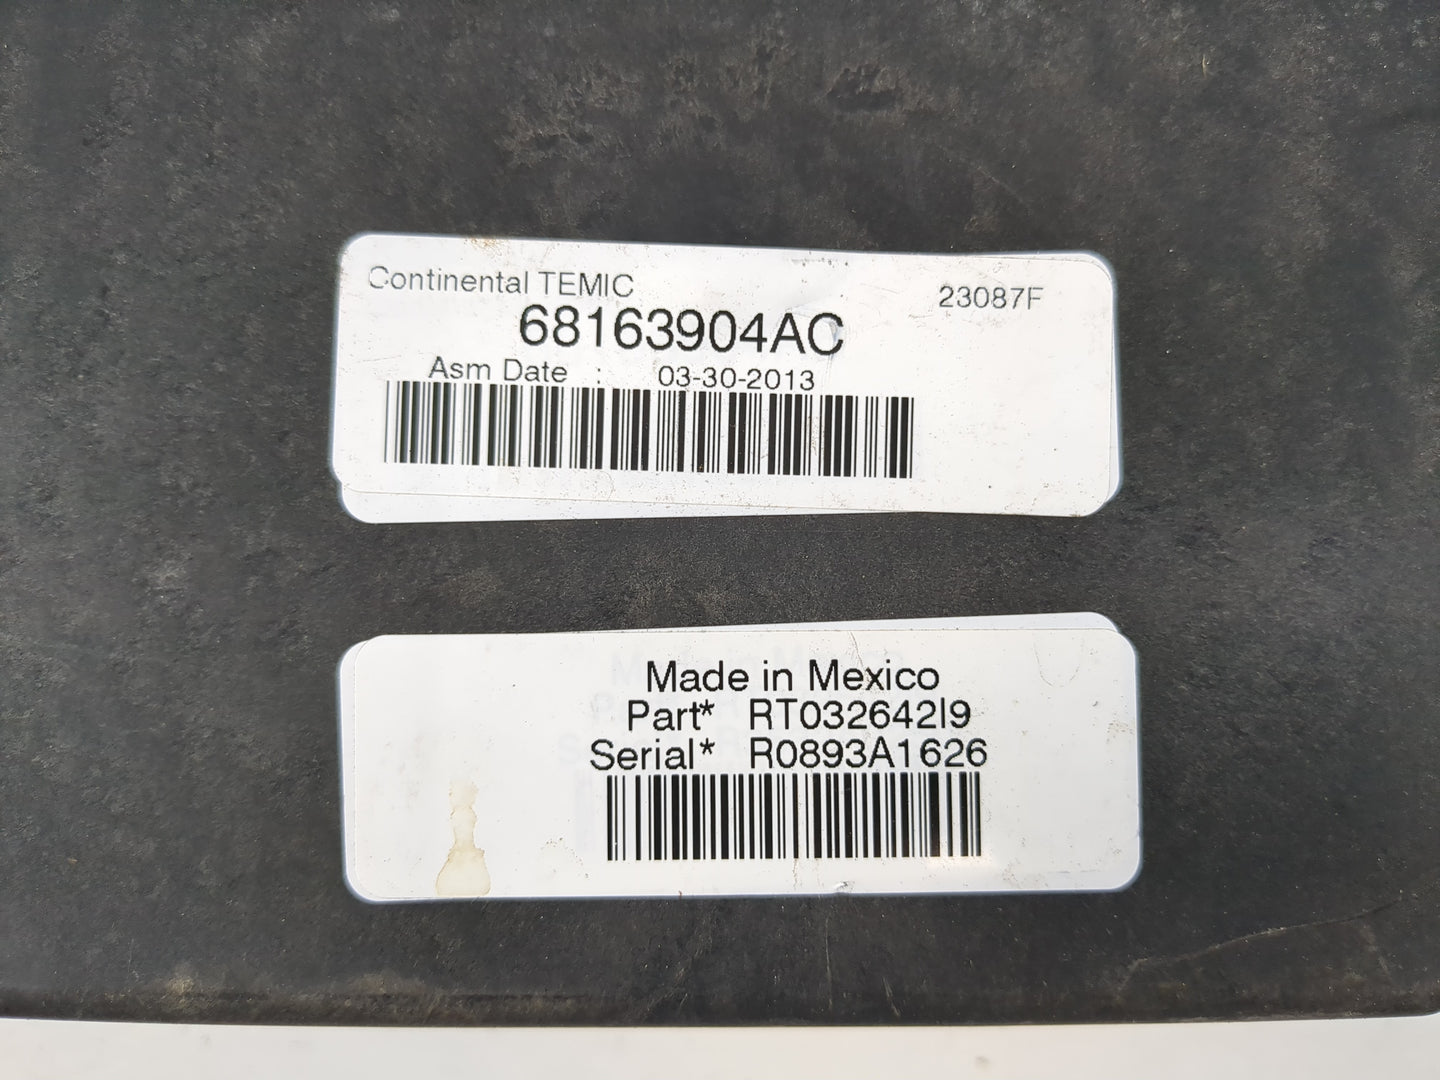 Continental TEMIC 23087F
68163904AC
Asm Date : 03-30-2013
Made in Mexico
Part* RT032642I9
Serial* R0893A1626